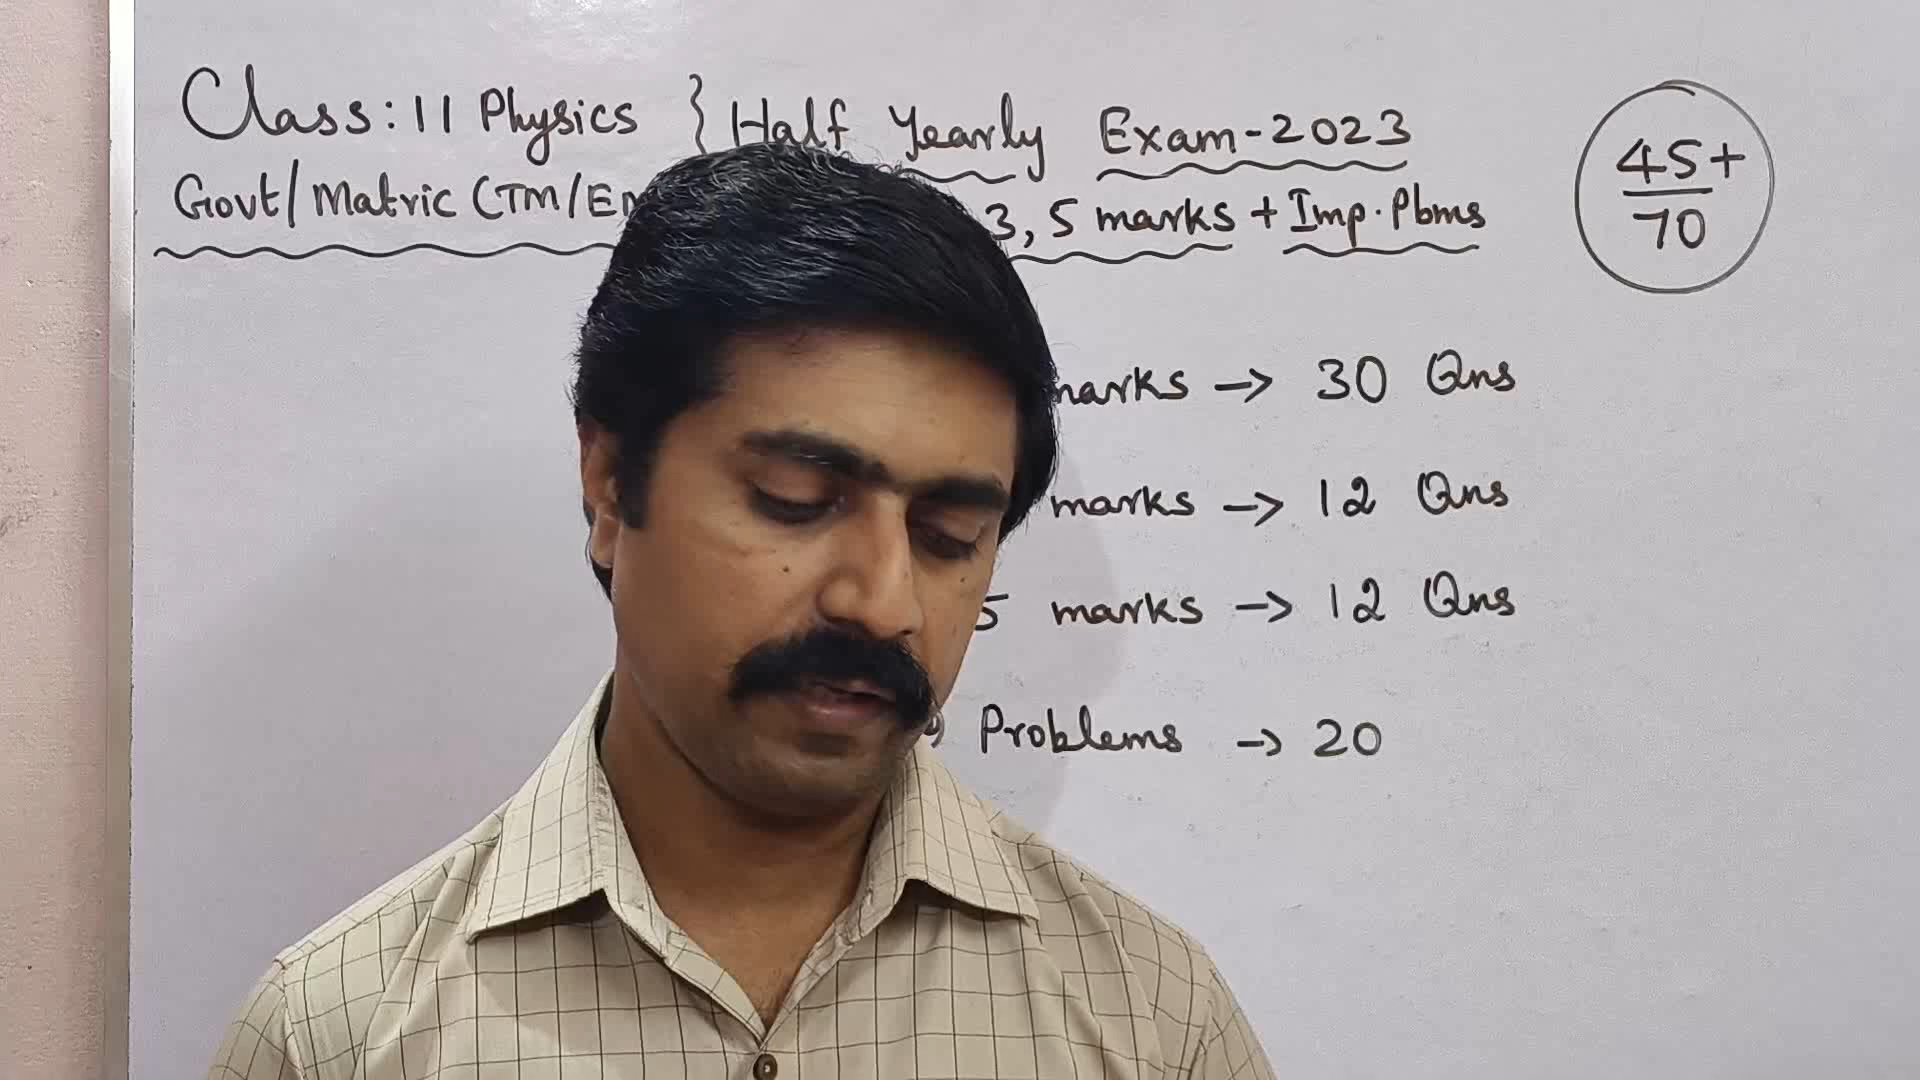 Class: 11 Physics } Half Yearly Exam-2023
Govt/Matric (TM/ 3, 5 marks + Imp. Pbms
45+
70
marks → 30 Qns
marks → 12 Qns
5 marks → 12 Qns
Problems → 20